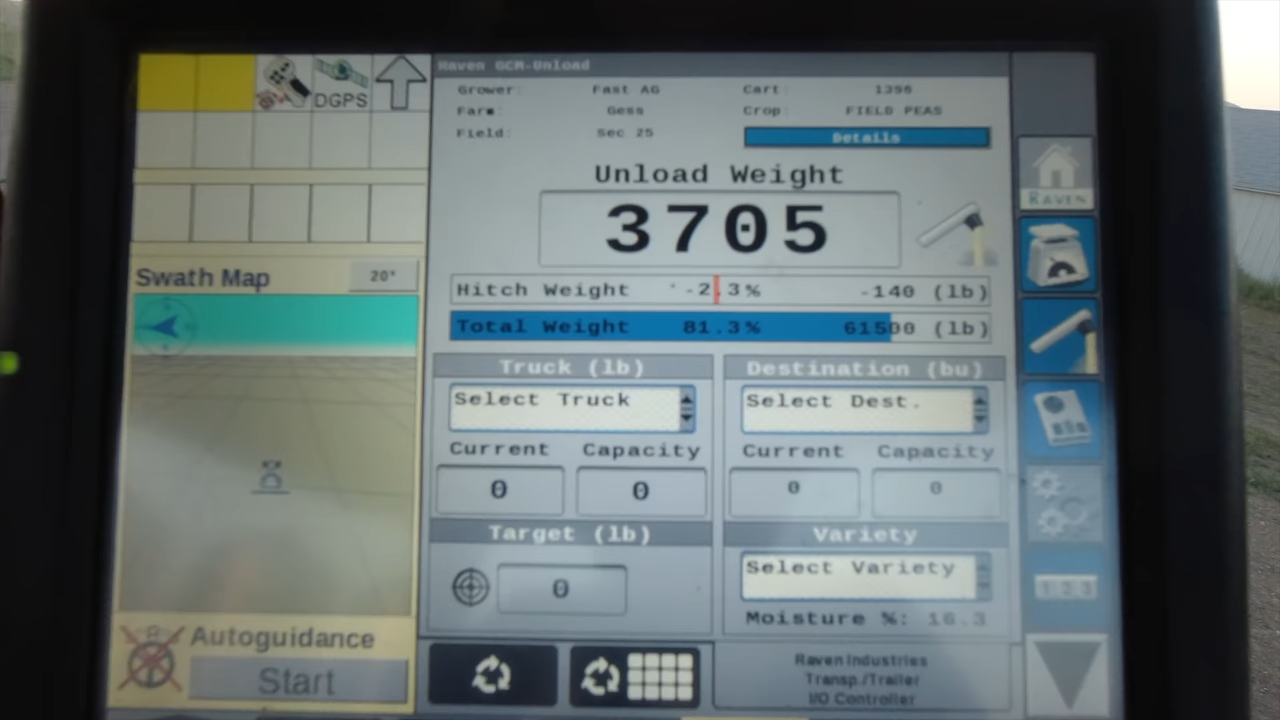 Raven GCM-Unload
DGPS
Grower: Fast AG Cart: 1396
Farm: Gess Crop: FIELD PEAS
Field: Sec 25 Details
Unload Weight
3705
RAVEN
Swath Map 20°
Hitch Weight -2.3% -140 (lb)
Total Weight 81.3% 61500 (lb)
Truck (lb) Destination (bu)
Select Truck Select Dest.
Current Capacity Current Capacity
0 0 0 0
Target (lb) Variety
0 Select Variety
1 2 3
Moisture %: 16.3
Autoguidance
Start
Raven Industries
Transp./Trailer
I/O Controller